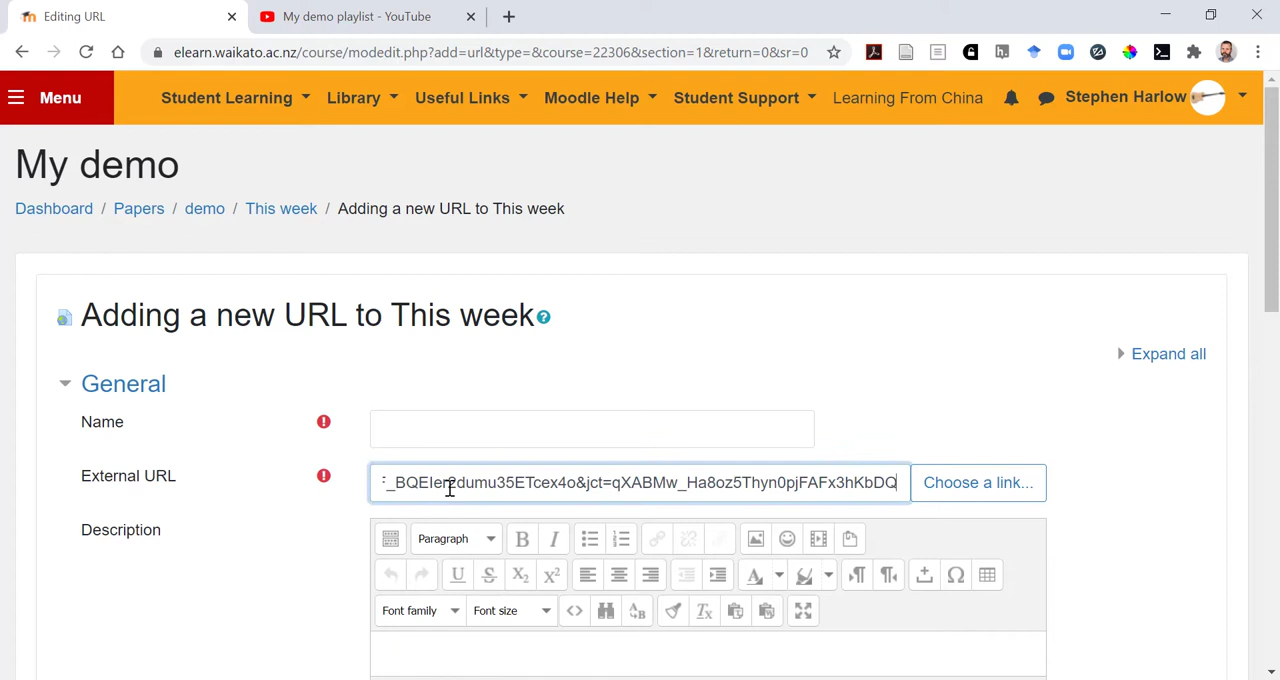 Editing URL
My demo playlist - YouTube
elearn.waikato.ac.nz/course/modedit.php?add=url&type=&course=22306&section=1&return=0&sr=0
Menu
Student Learning
Library
Useful Links
Moodle Help
Student Support
Learning From China
Stephen Harlow
My demo
Dashboard / Papers / demo / This week / Adding a new URL to This week
Adding a new URL to This week
Expand all
General
Name
External URL
_BQEIen2dumu35ETcex4o&jct=qXABMw_Ha8oz5Thyn0pjFAFx3hKbDQ
Choose a link...
Description
Paragraph
Font family
Font size